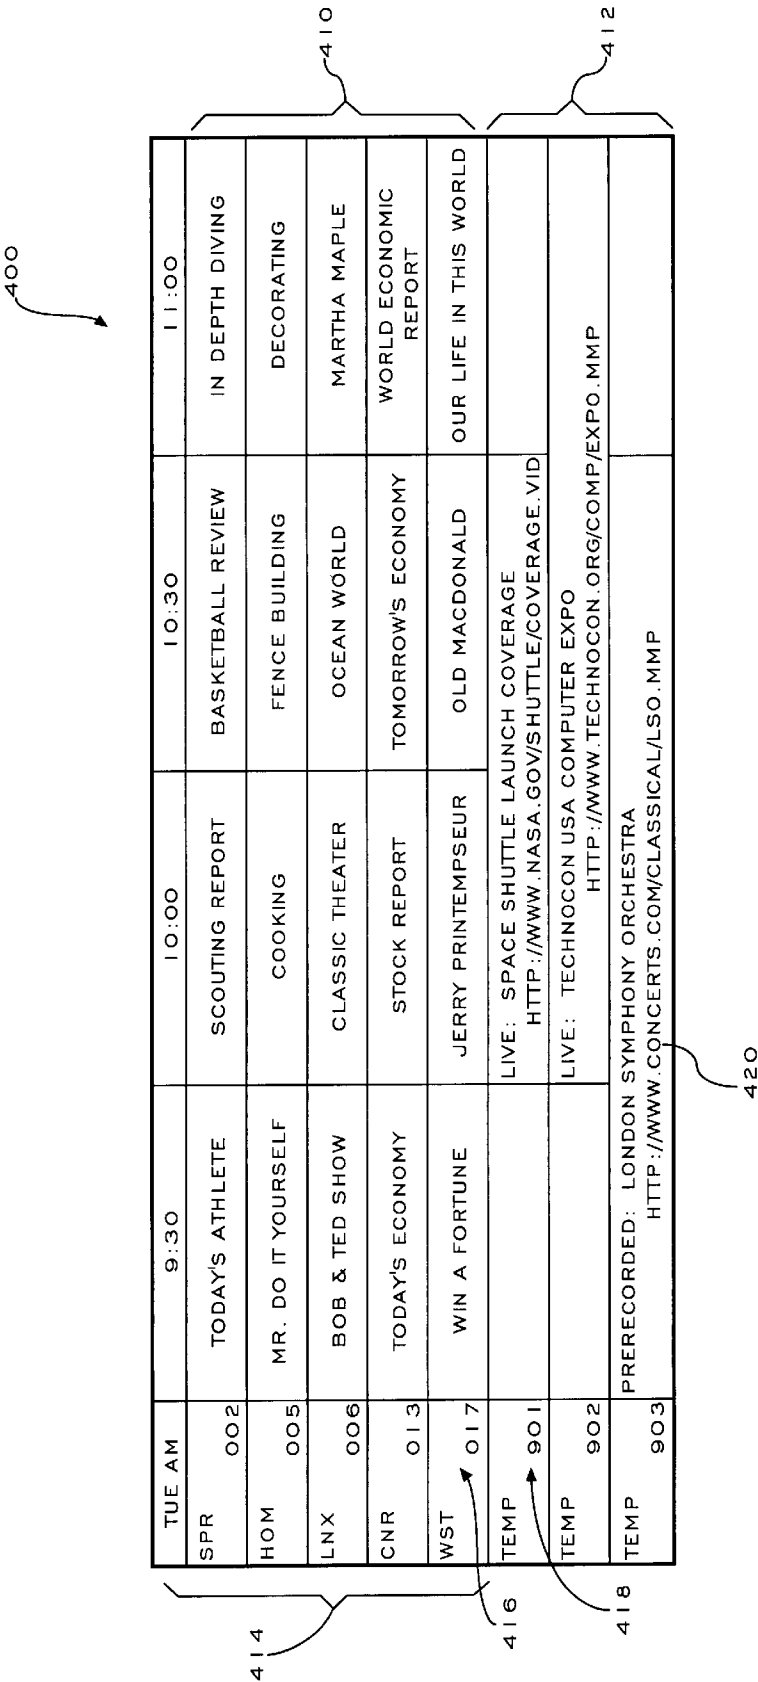 400
TUE AM 9:30 10:00 10:30 11:00
SPR 002 TODAY'S ATHLETE SCOUTING REPORT BASKETBALL REVIEW IN DEPTH DIVING
HOM 005 MR. DO IT YOURSELF COOKING FENCE BUILDING DECORATING
LNX 006 BOB & TED SHOW CLASSIC THEATER OCEAN WORLD MARTHA MAPLE
CNR 013 TODAY'S ECONOMY STOCK REPORT TOMORROW'S ECONOMY WORLD ECONOMIC
REPORT
WST 017 WIN A FORTUNE JERRY PRINTEMPSEUR OLD MACDONALD OUR LIFE IN THIS WORLD
TEMP 901 LIVE: SPACE SHUTTLE LAUNCH COVERAGE
HTTP://WWW.NASA.GOV/SHUTTLE/COVERAGE.VID
TEMP 902 LIVE: TECHNOCON USA COMPUTER EXPO
HTTP://WWW.TECHNOCON.ORG/COMP/EXPO.MMP
TEMP 903 PRERECORDED: LONDON SYMPHONY ORCHESTRA
HTTP://WWW.CONCERTS.COM/CLASSICAL/LSO.MMP
410
412
414
416
418
420